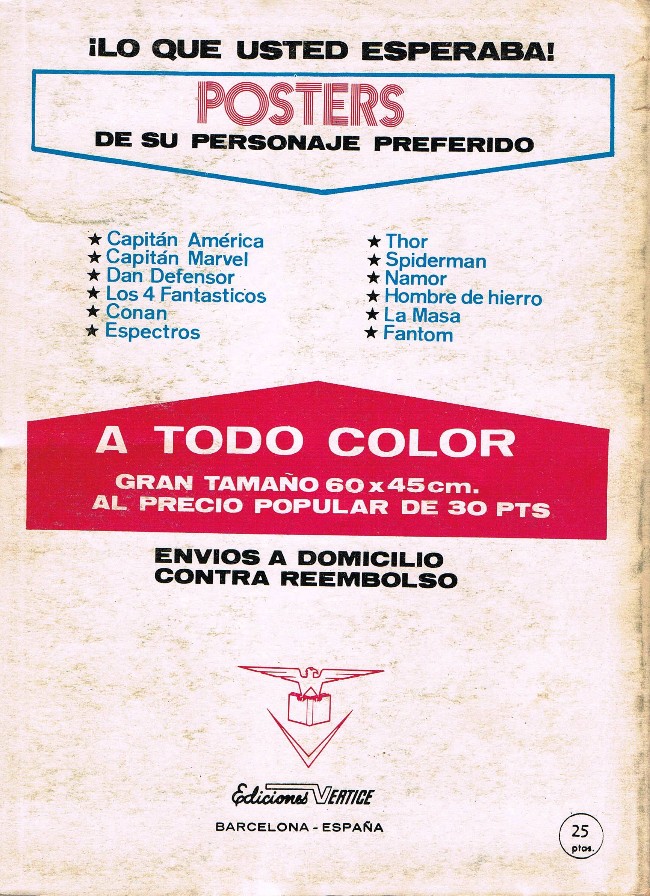 ¡LO QUE USTED ESPERABA!
POSTERS
DE SU PERSONAJE PREFERIDO
★ Capitán América
★ Capitán Marvel
★ Dan Defensor
★ Los 4 Fantasticos
★ Conan
★ Espectros
★ Thor
★ Spiderman
★ Namor
★ Hombre de hierro
★ La Masa
★ Fantom
A TODO COLOR
GRAN TAMAÑO 60 x 45 cm.
AL PRECIO POPULAR DE 30 PTS
ENVIOS A DOMICILIO
CONTRA REEMBOLSO
Ediciones VERTICE
BARCELONA - ESPAÑA
25
ptas.